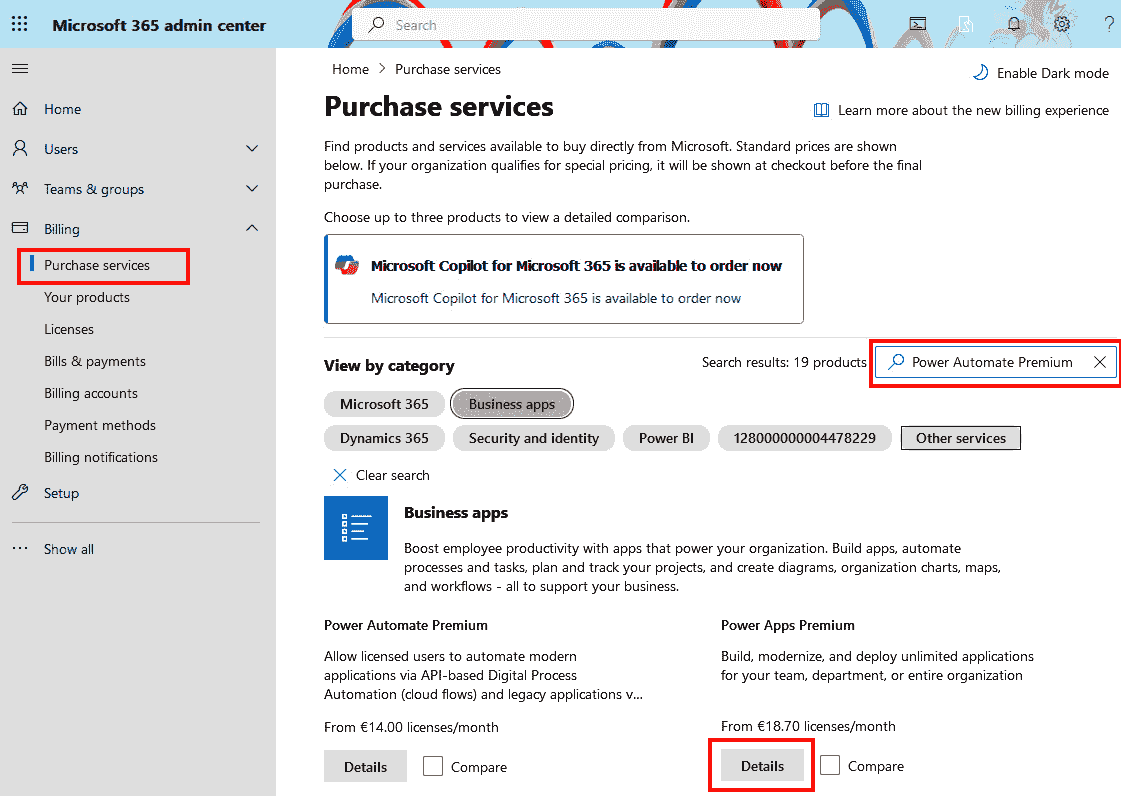 Microsoft 365 admin center
Search
?
Home
Users
Teams & groups
Billing
Purchase services
Your products
Licenses
Bills & payments
Billing accounts
Payment methods
Billing notifications
Setup
Show all
Home > Purchase services
Enable Dark mode
Purchase services
Learn more about the new billing experience
Find products and services available to buy directly from Microsoft. Standard prices are shown
below. If your organization qualifies for special pricing, it will be shown at checkout before the final
purchase.
Choose up to three products to view a detailed comparison.
Microsoft Copilot for Microsoft 365 is available to order now
Microsoft Copilot for Microsoft 365 is available to order now
View by category
Search results: 19 products
Power Automate Premium
Microsoft 365 Business apps
Dynamics 365 Security and identity Power BI 128000000004478229 Other services
Clear search
Business apps
Boost employee productivity with apps that power your organization. Build apps, automate
processes and tasks, plan and track your projects, and create diagrams, organization charts, maps,
and workflows - all to support your business.
Power Automate Premium
Allow licensed users to automate modern
applications via API-based Digital Process
Automation (cloud flows) and legacy applications v...
From €14.00 licenses/month
Details Compare
Power Apps Premium
Build, modernize, and deploy unlimited applications
for your team, department, or entire organization
From €18.70 licenses/month
Details Compare